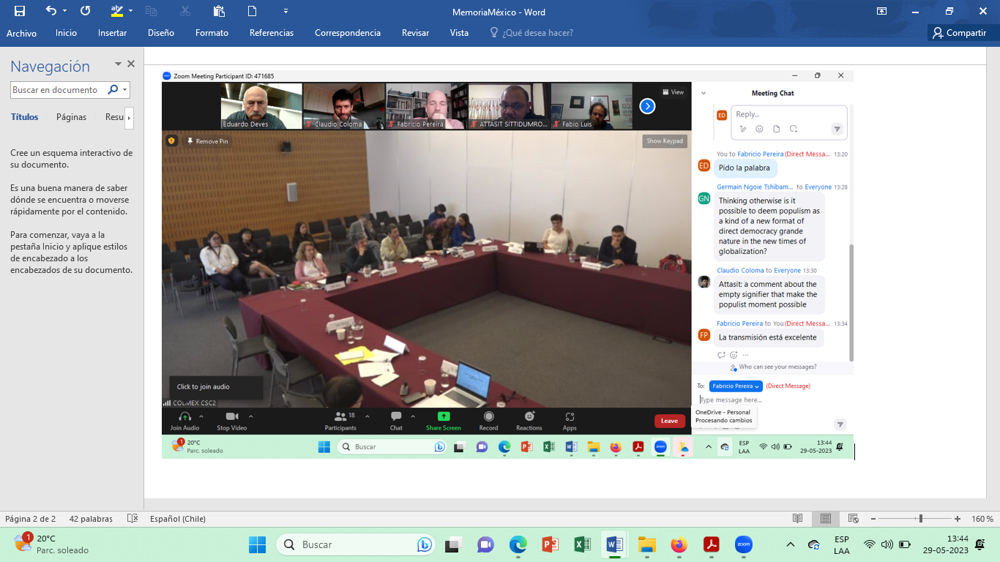 MemoriaMéxico - Word
Archivo
Inicio
Insertar
Diseño
Formato
Referencias
Correspondencia
Revisar
Vista
¿Qué desea hacer?
Compartir
Navegación
Buscar en documento
Títulos
Páginas
Resu
Cree un esquema interactivo de
su documento.
Es una buena manera de saber
dónde se encuentra o moverse
rápidamente por el contenido.
Para comenzar, vaya a la
pestaña Inicio y aplique estilos
de encabezado a los
encabezados de su documento.
Zoom Meeting Participant ID: 471685
Eduardo Deves
Claudio Coloma
Fabricio Pereira
ATTASIT SITTIDUMRO...
Fabio Luis
View
Remove Pin
Show Keypad
Click to join audio
COLMEX CSC2
Join Audio
Stop Video
Participants
18
Chat
Share Screen
Record
Reactions
Apps
Leave
Meeting Chat
ED
Reply...
You to Fabricio Pereira(Direct Messa... 13:20
ED
Pido la palabra
Germain Ngoie Tshibam... to Everyone 13:28
GN
Thinking otherwise is it
possible to deem populism as
a kind of a new format of
direct democracy grande
nature in the new times of
globalization?
Claudio Coloma to Everyone 13:30
Attasit: a comment about the
empty signifier that make the
populist moment possible
Fabricio Pereira to You(Direct Messa... 13:34
FP
La transmisión está excelente
Who can see your messages?
To: Fabricio Pereira (Direct Message)
Type message here...
OneDrive - Personal
Procesando cambios
1
20°C
Parc. soleado
Buscar
zoom
ESP
LAA
13:44
29-05-2023
Página 2 de 2
42 palabras
Español (Chile)
160 %
1
20°C
Parc. soleado
Buscar
zoom
ESP
LAA
13:44
29-05-2023